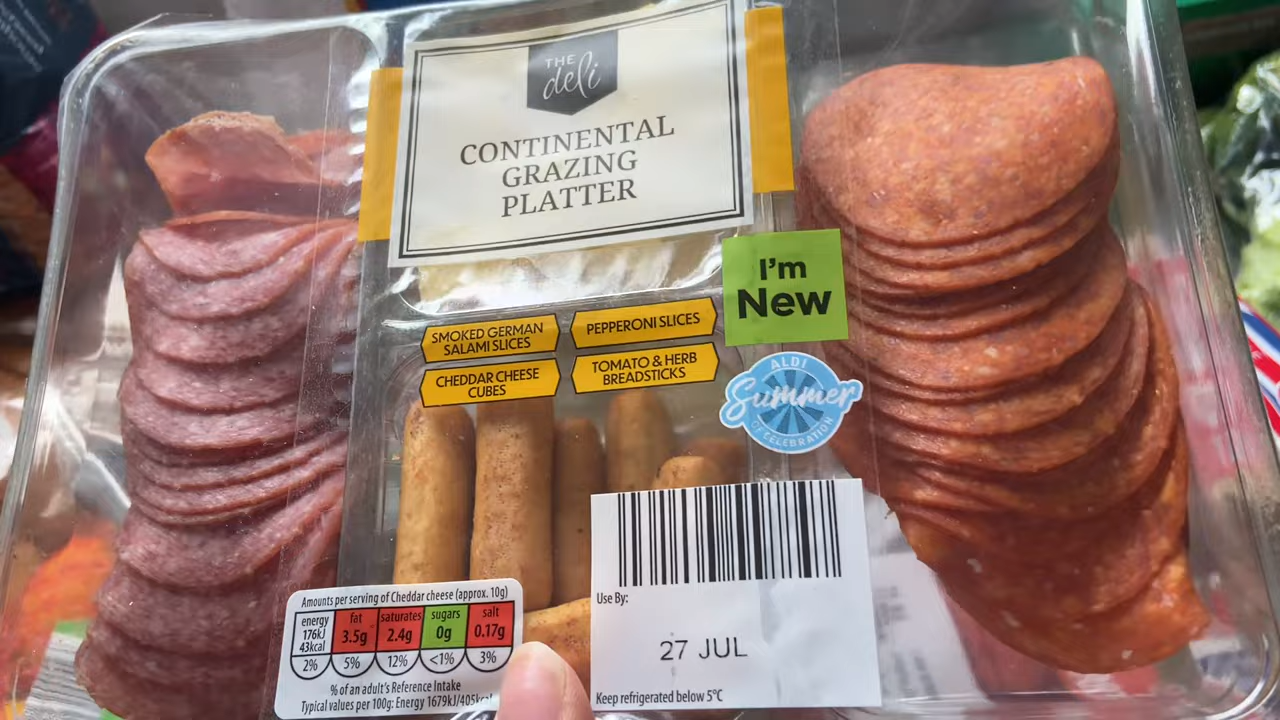 THE
deli
CONTINENTAL
GRAZING
PLATTER
I'm
New
SMOKED GERMAN
SALAMI SLICES
PEPPERONI SLICES
CHEDDAR CHEESE
CUBES
TOMATO & HERB
BREADSTICKS
ALDI
Summer
OF CELEBRATION
Use By:
27 JUL
Keep refrigerated below 5°C
Amounts per serving of Cheddar cheese (approx. 10g)
energy fat saturates sugars salt
176kJ 3.5g 2.4g 0g 0.17g
43kcal
2% 5% 12% <1% 3%
% of an adult's Reference Intake
Typical values per 100g: Energy 1679kJ/405kcal